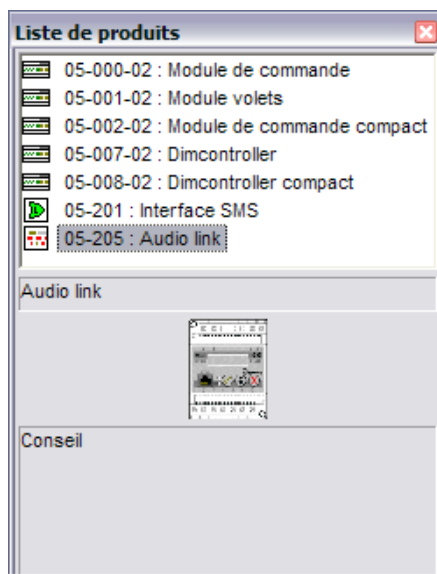 Liste de produits
05-000-02 : Module de commande
05-001-02 : Module volets
05-002-02 : Module de commande compact
05-007-02 : Dimcontroller
05-008-02 : Dimcontroller compact
05-201 : Interface SMS
05-205 : Audio link
Audio link
Conseil